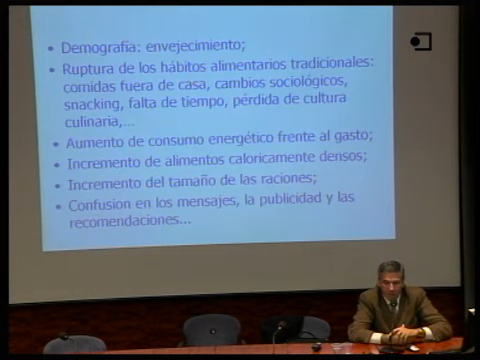 • Demografía: envejecimiento;
• Ruptura de los hábitos alimentarios tradicionales:
comidas fuera de casa, cambios sociológicos,
snacking, falta de tiempo, pérdida de cultura
culinaria,...
• Aumento de consumo energético frente al gasto;
• Incremento de alimentos caloricamente densos;
• Incremento del tamaño de las raciones;
• Confusion en los mensajes, la publicidad y las
recomendaciones...